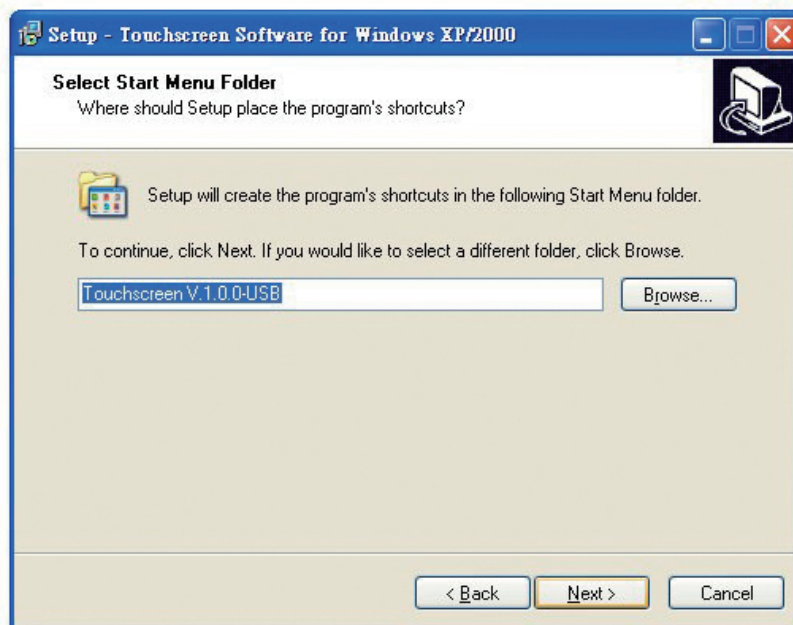 Setup - Touchscreen Software for Windows XP/2000
Select Start Menu Folder
Where should Setup place the program's shortcuts?
Setup will create the program's shortcuts in the following Start Menu folder.
To continue, click Next. If you would like to select a different folder, click Browse.
Touchscreen V.1.0.0-USB
Browse...
< Back
Next >
Cancel